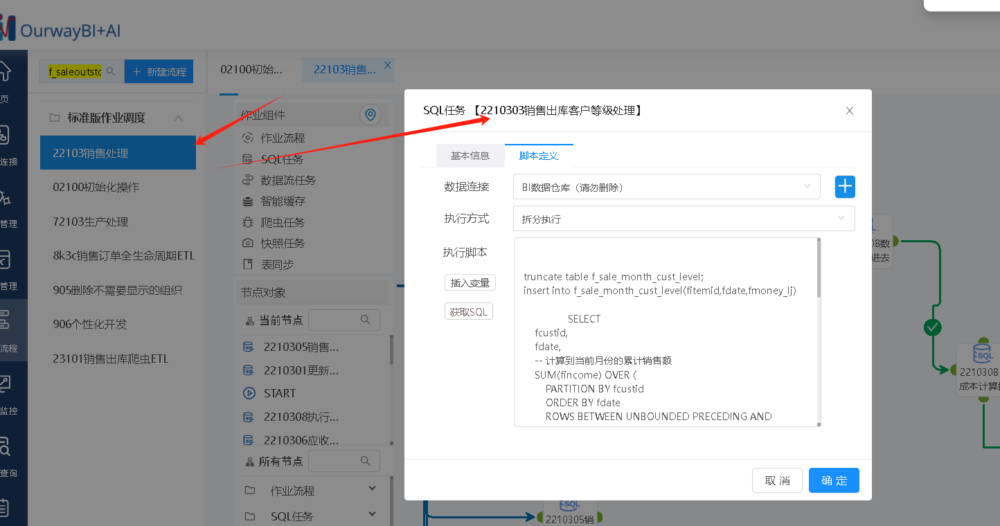 OurwayBI+AI
f_saleoutsto
+ 新建流程
02100初始...
22103销售...
页
连接
管理
管理
流程
监控
查询
标准版作业调度
22103销售处理
02100初始化操作
72103生产处理
8k3c销售订单全生命周期ETL
905删除不需要显示的组织
906个性化开发
23101销售出库爬虫ETL
作业组件
作业流程
SQL任务
数据流任务
智能缓存
爬虫任务
快照任务
表同步
节点对象
当前节点
2210305销售...
2210301更新...
START
2210308执行...
2210306应收...
所有节点
作业流程
SQL任务
SQL任务 【2210303销售出库客户等级处理】
基本信息
脚本定义
数据连接
BI数据仓库（请勿删除）
执行方式
拆分执行
执行脚本
插入变量
获取SQL
truncate table f_sale_month_cust_level;
insert into f_sale_month_cust_level(fitemid,fdate,fmoney_lj)
SELECT
fcustid,
fdate,
-- 计算到当前月份的累计销售额
SUM(fincome) OVER (
PARTITION BY fcustid
ORDER BY fdate
ROWS BETWEEN UNBOUNDED PRECEDING AND
取 消
确 定
08数
进去
SQL
2210308
成本计算
SQL
2210305销